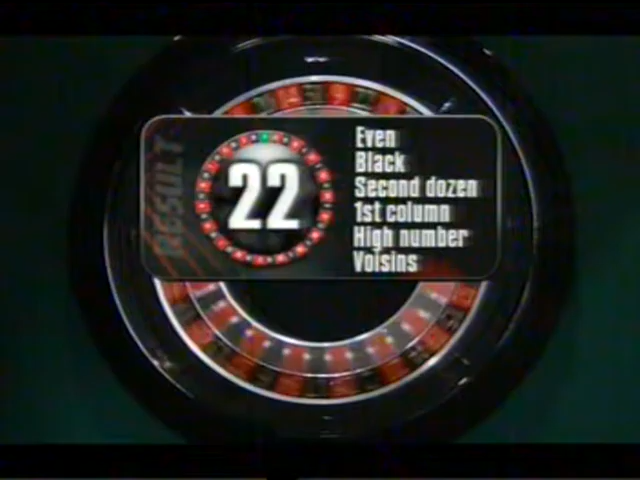 RESULT
22
Even
Black
Second dozen
1st column
High number
Voisins